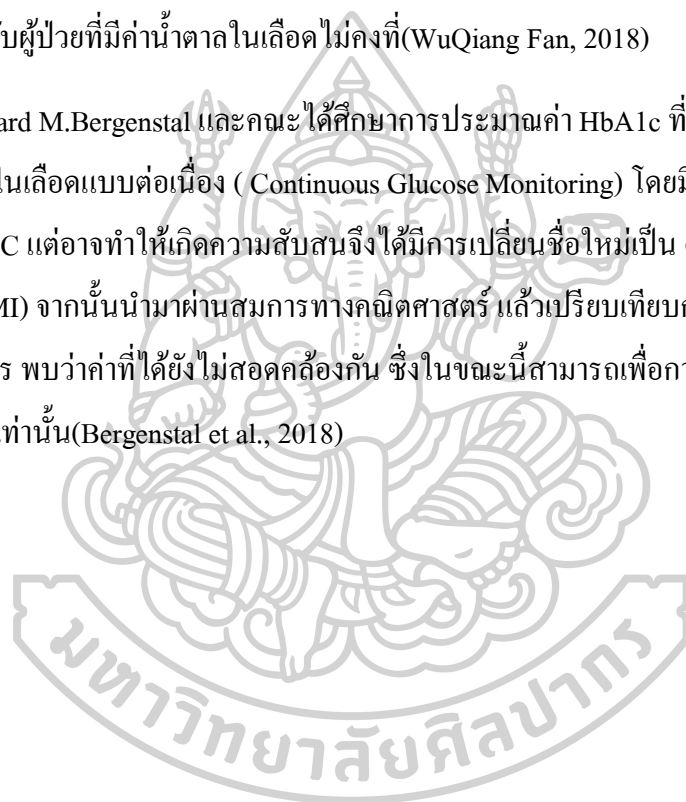 บผู้ป่วยที่มีค่าน้ำตาลในเลือดไม่คงที่(WuQiang Fan, 2018)
ard M.Bergenstal และคณะได้ศึกษาการประมาณค่า HbA1c ที่
นเลือดแบบต่อเนื่อง ( Continuous Glucose Monitoring) โดยมี
C แต่อาจทำให้เกิดความสับสนจึงได้มีการเปลี่ยนชื่อใหม่เป็น
MI) จากนั้นนำมาผ่านสมการทางคณิตศาสตร์ แล้วเปรียบเทียบก
ร พบว่าค่าที่ได้ยังไม่สอดคล้องกัน ซึ่งในขณะนี้สามารถเพื่อกา
ท่านั้น(Bergenstal et al., 2018)
มหาวิทยาลัยศิลปากร